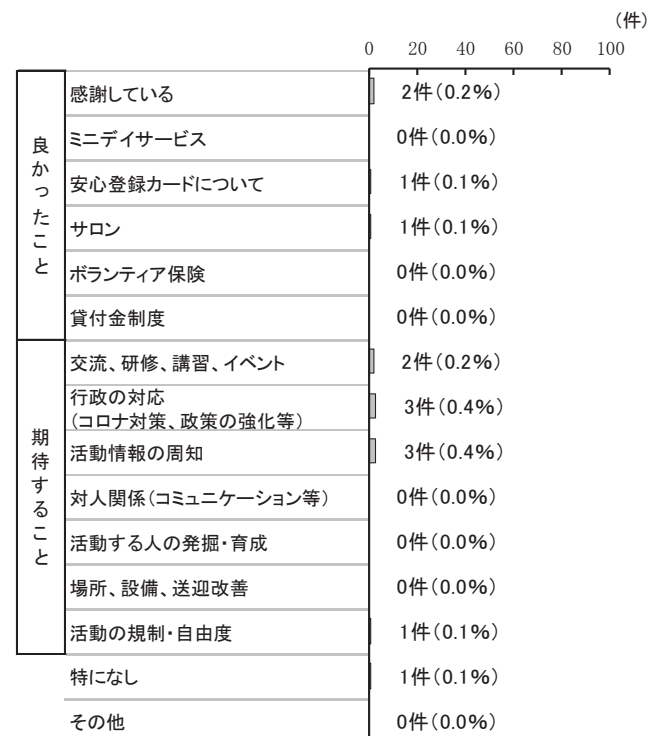 (件)
0 20 40 60 80 100
良かったこと
感謝している 2件(0.2%)
ミニデイサービス 0件(0.0%)
安心登録カードについて 1件(0.1%)
サロン 1件(0.1%)
ボランティア保険 0件(0.0%)
貸付金制度 0件(0.0%)
期待すること
交流、研修、講習、イベント 2件(0.2%)
行政の対応
(コロナ対策、政策の強化等) 3件(0.4%)
活動情報の周知 3件(0.4%)
対人関係(コミュニケーション等) 0件(0.0%)
活動する人の発掘・育成 0件(0.0%)
場所、設備、送迎改善 0件(0.0%)
活動の規制・自由度 1件(0.1%)
特になし 1件(0.1%)
その他 0件(0.0%)